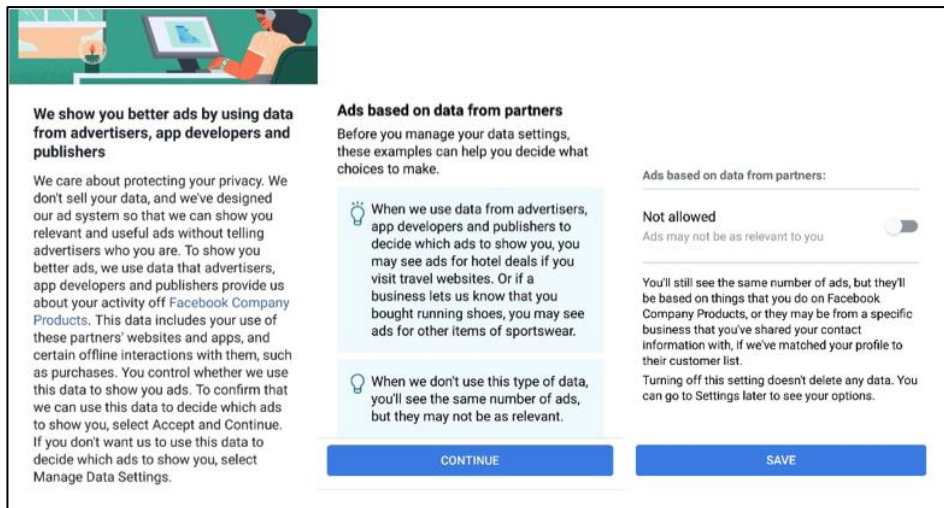 We show you better ads by using data
from advertisers, app developers and
publishers
We care about protecting your privacy. We
don't sell your data, and we've designed
our ad system so that we can show you
relevant and useful ads without telling
advertisers who you are. To show you
better ads, we use data that advertisers,
app developers and publishers provide us
about your activity off Facebook Company
Products. This data includes your use of
these partners' websites and apps, and
certain offline interactions with them, such
as purchases. You control whether we use
this data to show you ads. To confirm that
we can use this data to decide which ads
to show you, select Accept and Continue.
If you don't want us to use this data to
decide which ads to show you, select
Manage Data Settings.
Ads based on data from partners
Before you manage your data settings,
these examples can help you decide what
choices to make.
When we use data from advertisers,
app developers and publishers to
decide which ads to show you, you
may see ads for hotel deals if you
visit travel websites. Or if a
business lets us know that you
bought running shoes, you may see
ads for other items of sportswear.
When we don't use this type of data,
you'll see the same number of ads,
but they may not be as relevant.
CONTINUE
Ads based on data from partners:
Not allowed
Ads may not be as relevant to you
You'll still see the same number of ads, but they'll
be based on things that you do on Facebook
Company Products, or they may be from a specific
business that you've shared your contact
information with, if we've matched your profile to
their customer list.
Turning off this setting doesn't delete any data. You
can go to Settings later to see your options.
SAVE